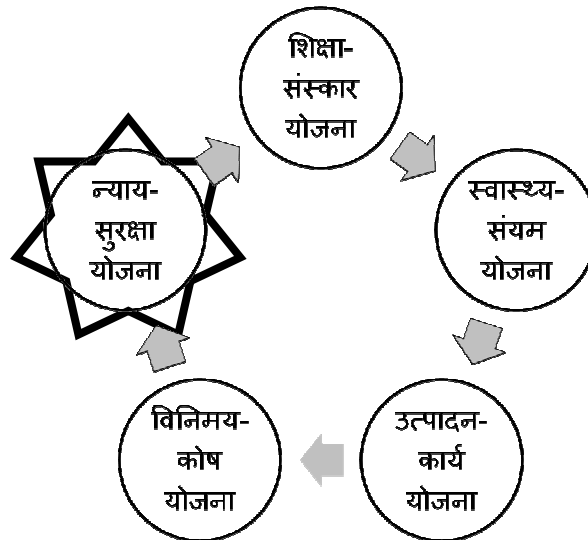 शिक्षा-
संस्कार
योजना
स्वास्थ्य-
संयम
योजना
उत्पादन-
कार्य
योजना
विनिमय-
कोष
योजना
न्याय-
सुरक्षा
योजना